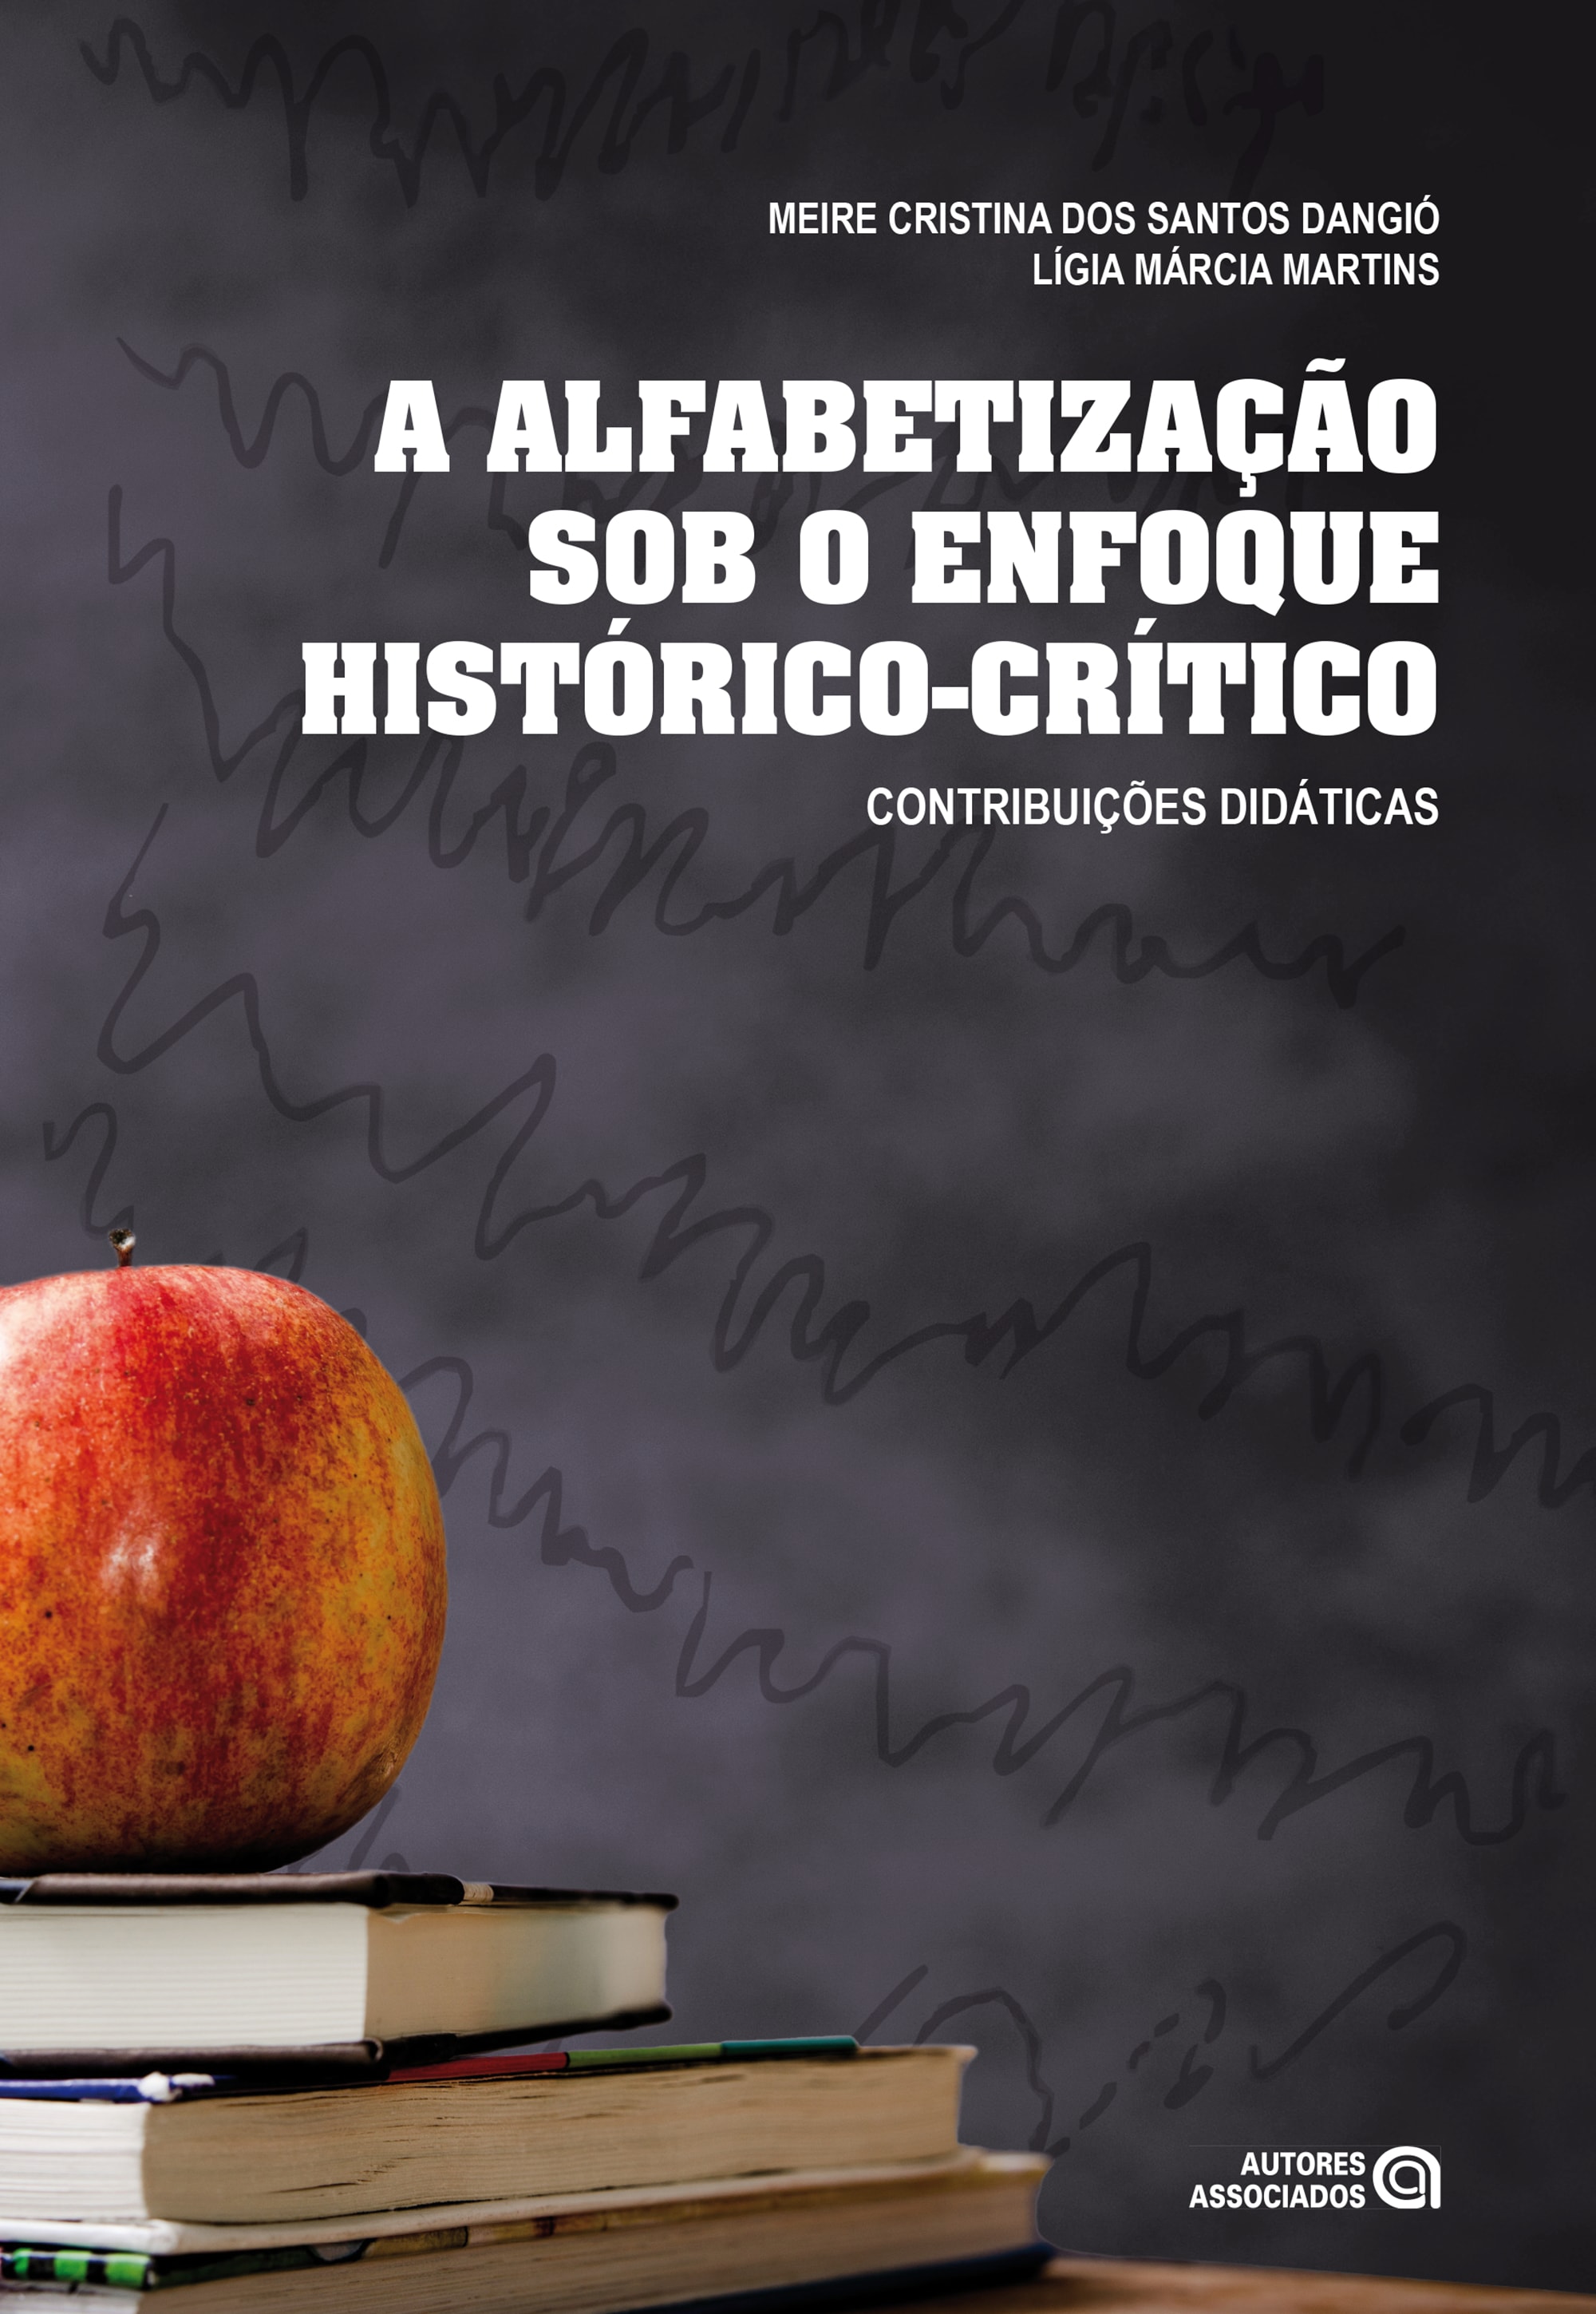 MEIRE CRISTINA DOS SANTOS DANGIÓ
LÍGIA MÁRCIA MARTINS
A ALFABETIZAÇÃO
SOB O ENFOQUE
HISTÓRICO-CRÍTICO
CONTRIBUIÇÕES DIDÁTICAS
AUTORES
ASSOCIADOS